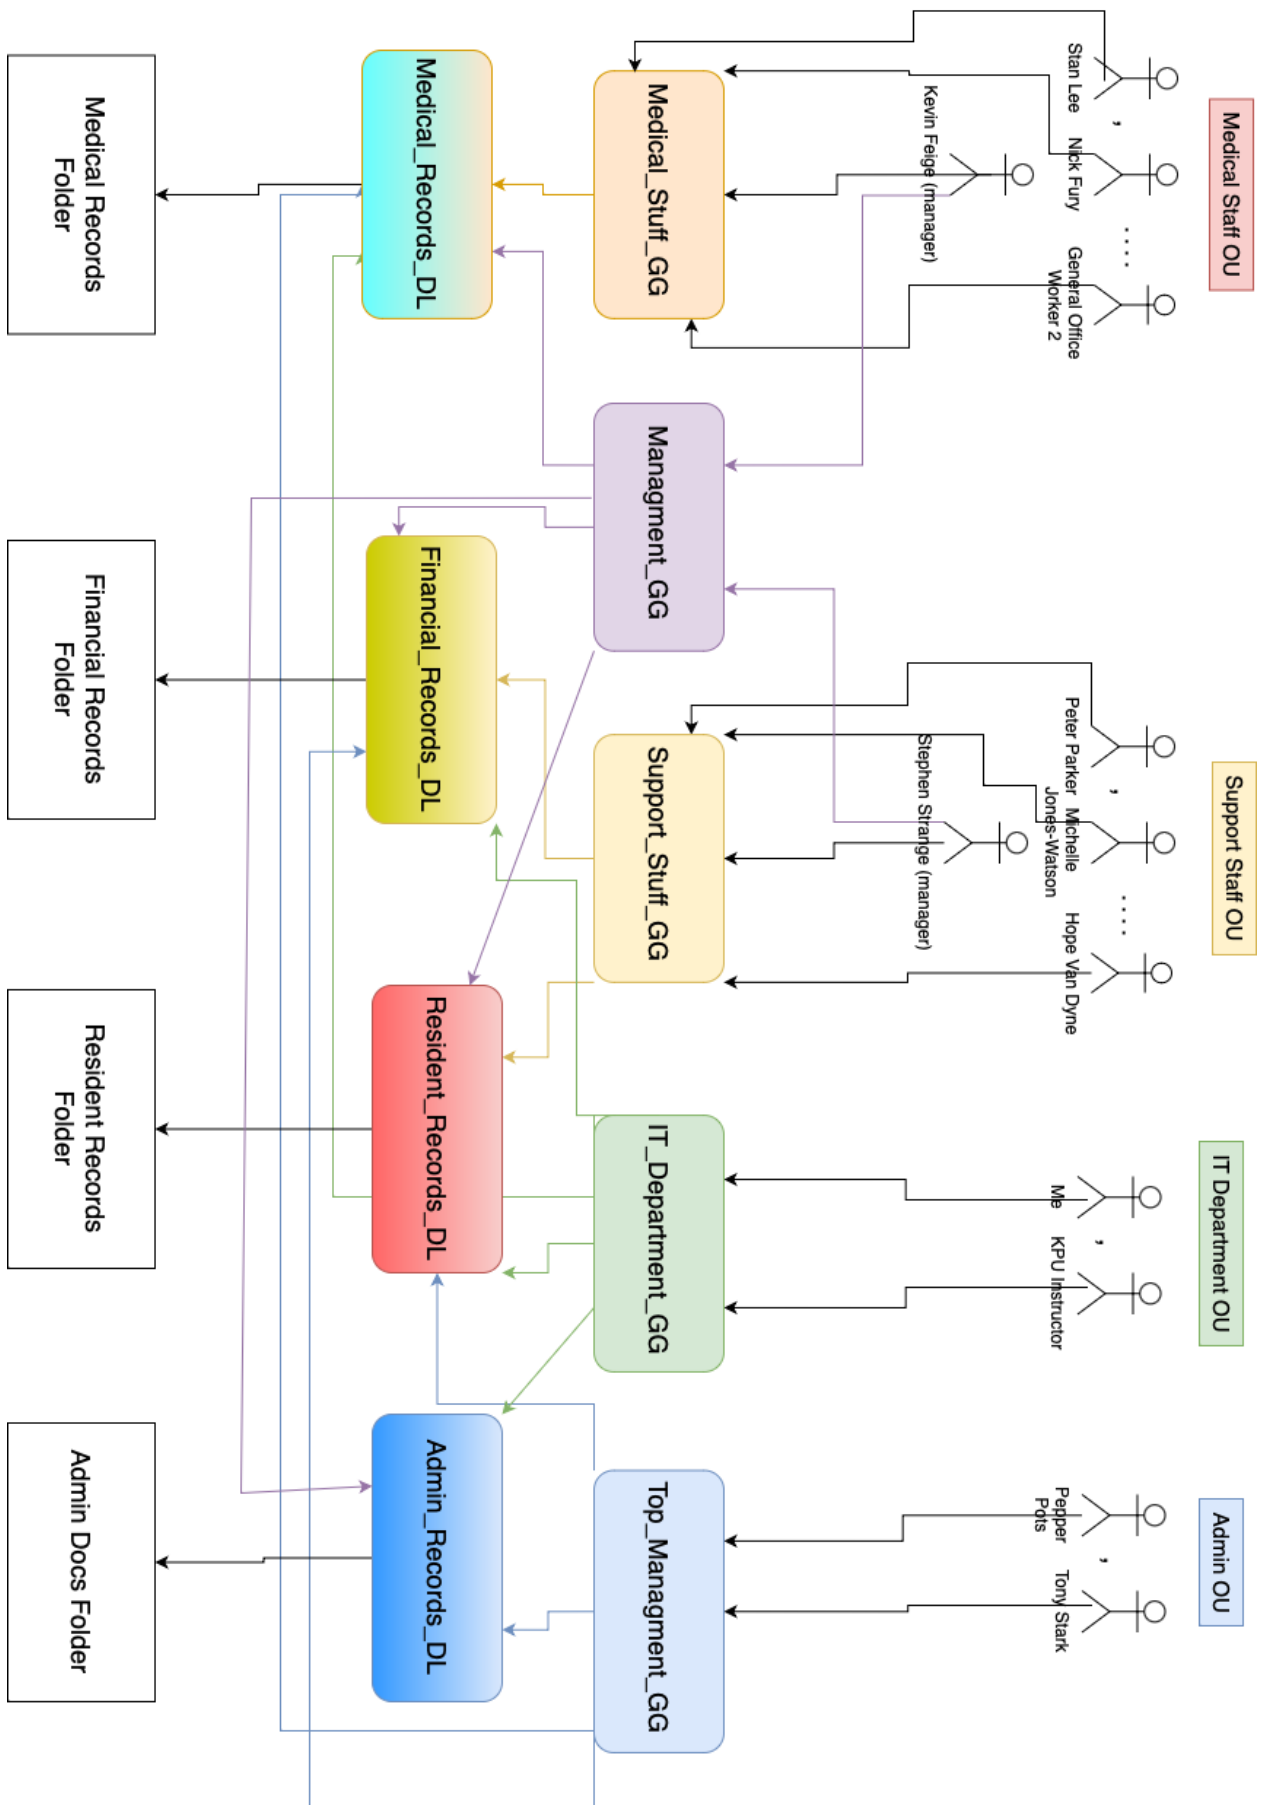 Medical Staff OU
Support Staff OU
IT Department OU
Admin OU
Stan Lee
,
Nick Fury
....
General Office
Worker 2
Kevin Feige (manager)
Peter Parker
,
Michelle
Jones-Watson
....
Hope Van Dyne
Stephen Strange (manager)
Me
,
KPU Instructor
Pepper
Pots
,
Tony Stark
Medical_Stuff_GG
Managment_GG
Support_Stuff_GG
IT_Department_GG
Top_Managment_GG
Medical_Records_DL
Financial_Records_DL
Resident_Records_DL
Admin_Records_DL
Medical Records
Folder
Financial Records
Folder
Resident Records
Folder
Admin Docs Folder